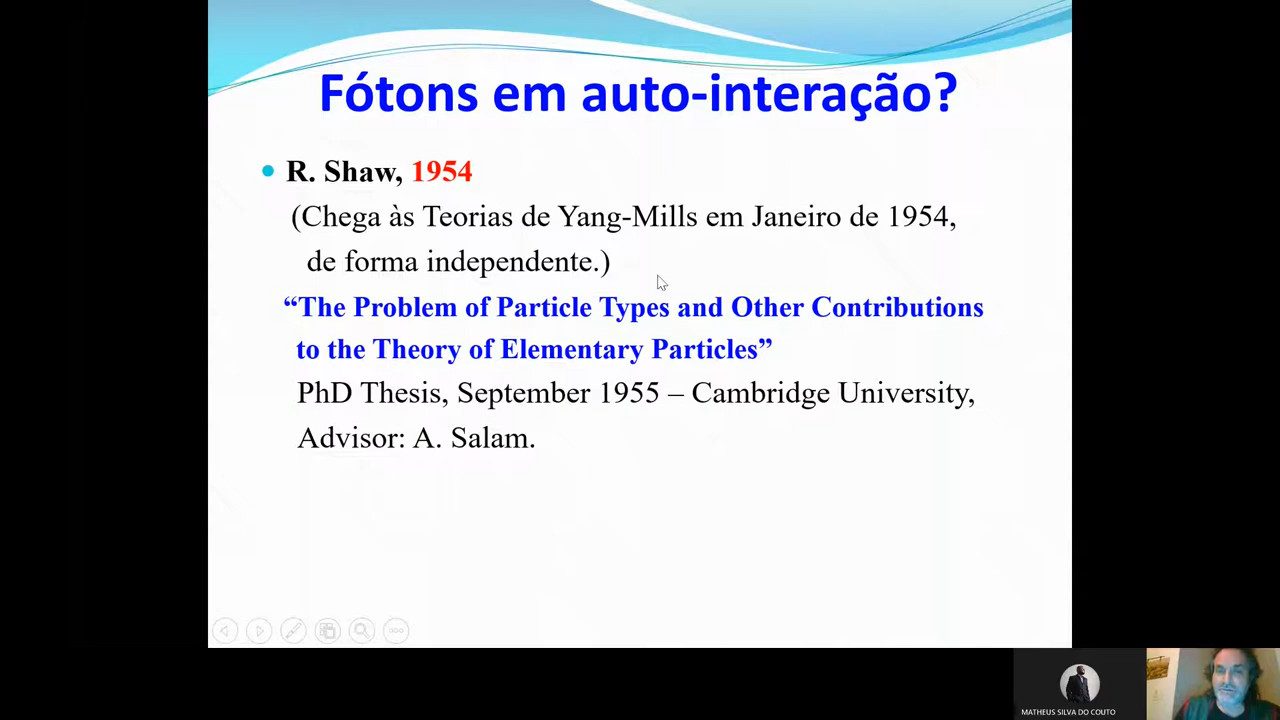 Fótons em auto-interação?
R. Shaw, 1954
(Chega às Teorias de Yang-Mills em Janeiro de 1954,
de forma independente.)
“The Problem of Particle Types and Other Contributions
to the Theory of Elementary Particles”
PhD Thesis, September 1955 – Cambridge University,
Advisor: A. Salam.
MATHEUS SILVA DO COUTO